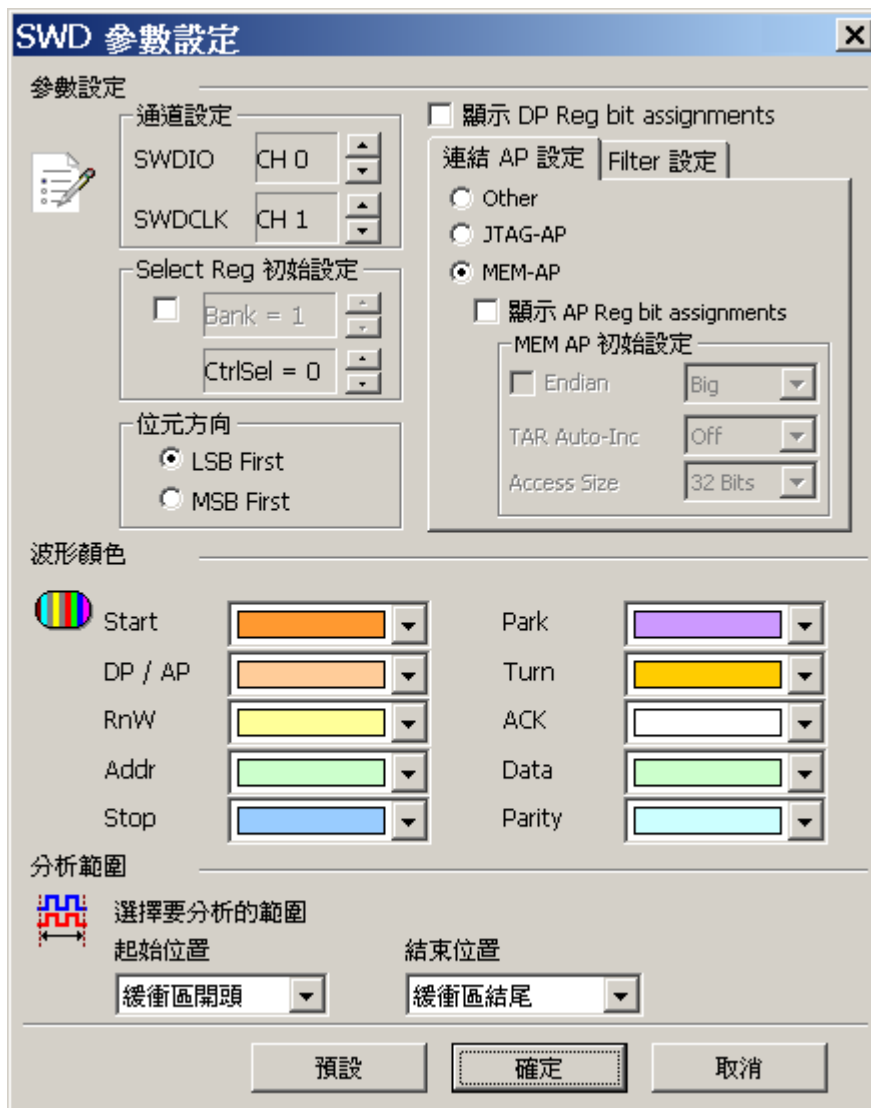 SWD 參數設定
參數設定
通道設定
SWDIO CH 0
SWDCLK CH 1
Select Reg 初始設定
Bank = 1
CtrlSel = 0
位元方向
LSB First
MSB First
顯示 DP Reg bit assignments
連結 AP 設定 Filter 設定
Other
JTAG-AP
MEM-AP
顯示 AP Reg bit assignments
MEM AP 初始設定
Endian Big
TAR Auto-Inc Off
Access Size 32 Bits
波形顏色
Start Park
DP / AP Turn
RnW ACK
Addr Data
Stop Parity
分析範圍
選擇要分析的範圍
起始位置 結束位置
緩衝區開頭 緩衝區結尾
預設 確定 取消